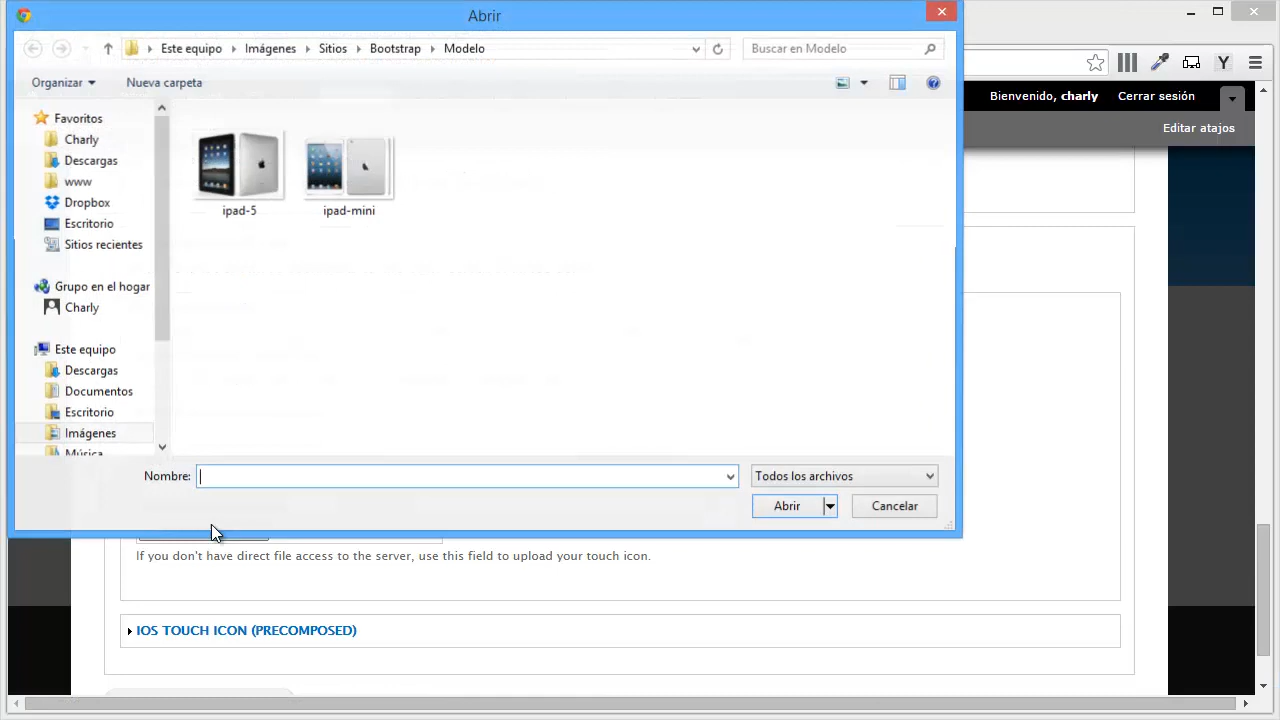 Abrir
Este equipo Imágenes Sitios Bootstrap Modelo
Buscar en Modelo
Organizar
Nueva carpeta
Bienvenido, charly
Cerrar sesión
Editar atajos
Favoritos
Charly
Descargas
www
Dropbox
Escritorio
Sitios recientes
Grupo en el hogar
Charly
Este equipo
Descargas
Documentos
Escritorio
Imágenes
Música
ipad-5
ipad-mini
Nombre:
Todos los archivos
Abrir
Cancelar
If you don't have direct file access to the server, use this field to upload your touch icon.
IOS TOUCH ICON (PRECOMPOSED)